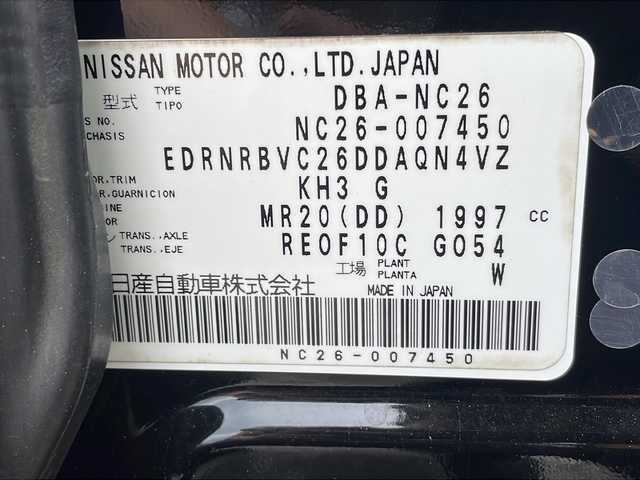 NISSAN MOTOR CO.,LTD.JAPAN
型式 TYPE TIPO DBA-NC26
S NO. CHASIS NC26-007450
EDRNRBVC26DDAQN4VZ
OR,TRIM R,GUARNICION KH3 G
INE OR MR20(DD) 1997 CC
TRANS.,AXLE TRANS.,EJE RE0F10C G054
工場 PLANT PLANTA W
日産自動車株式会社 MADE IN JAPAN
NC26-007450